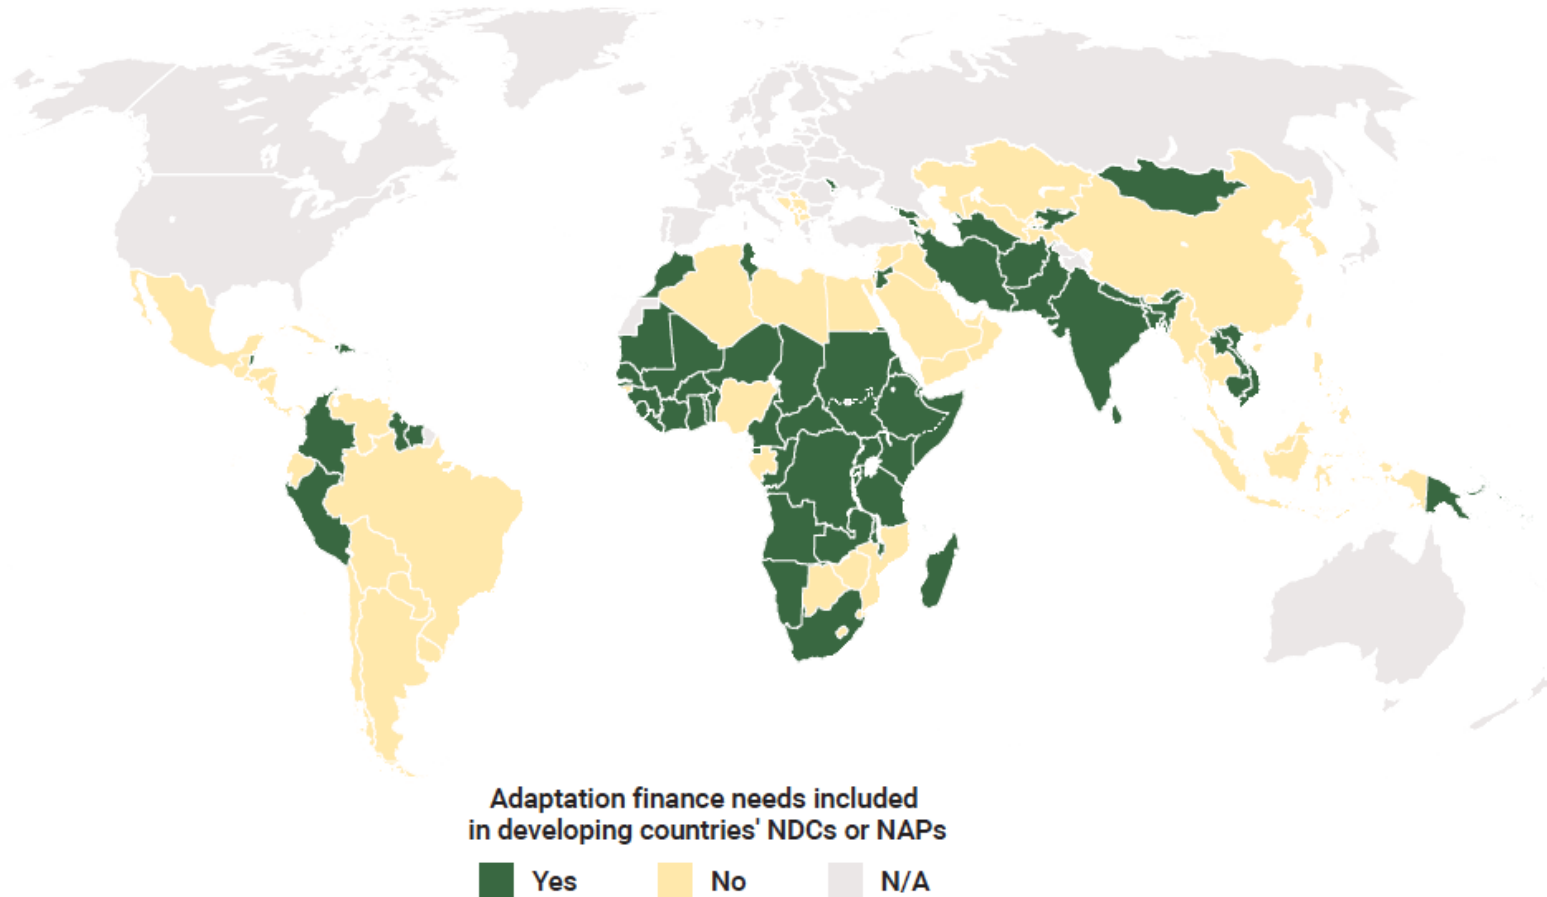 Adaptation finance needs included
in developing countries' NDCs or NAPs
Yes No N/A